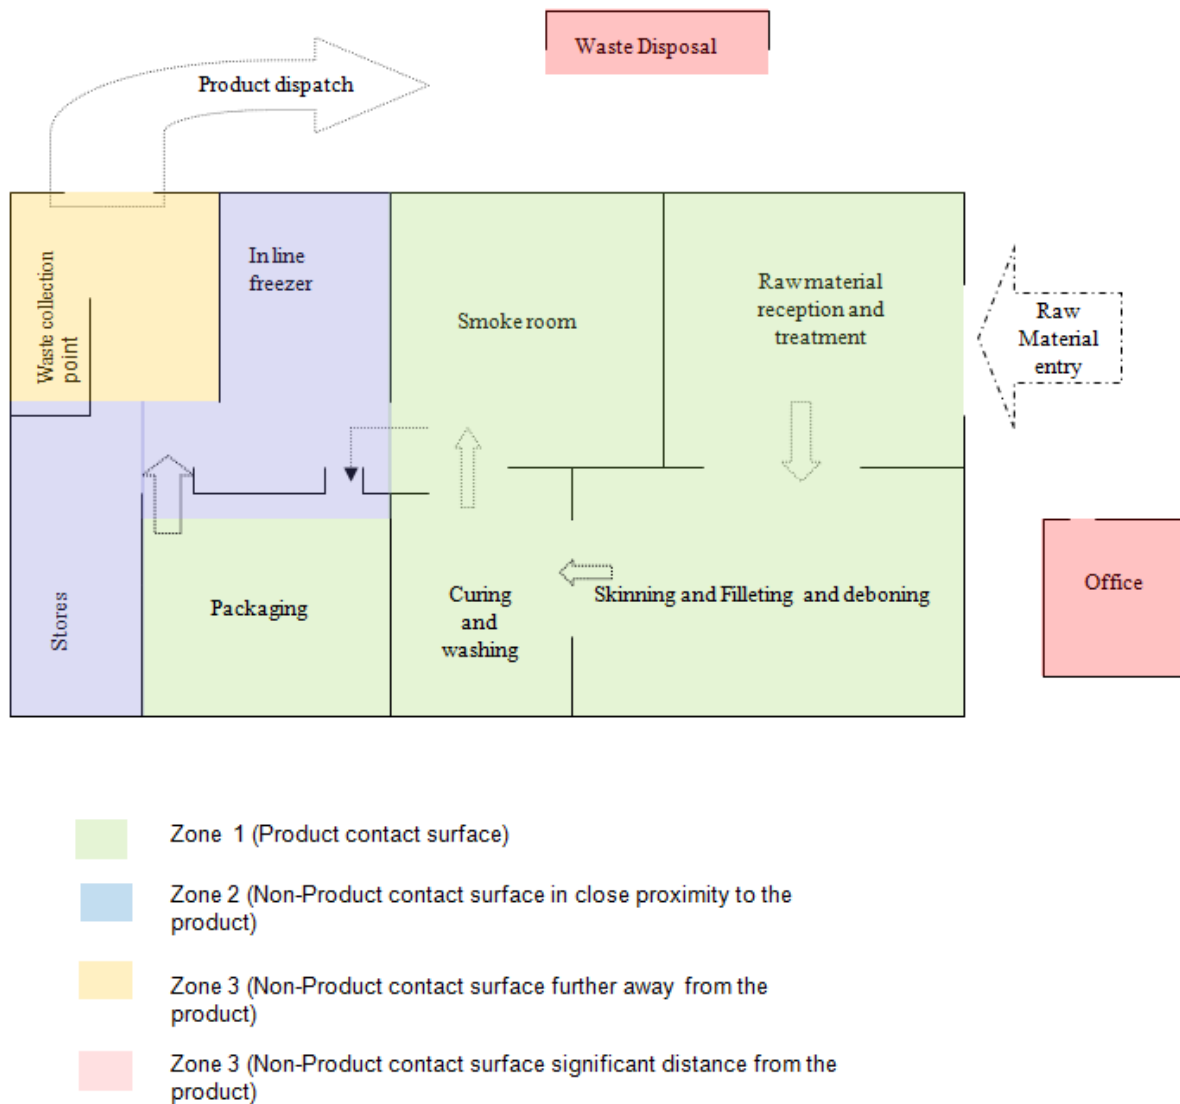 Waste Disposal
Product dispatch
Waste collection
point
In line
freezer
Smoke room
Raw material
reception and
treatment
Raw
Material
entry
Stores
Packaging
Curing
and
washing
Skinning and Filleting and deboning
Office
Zone 1 (Product contact surface)
Zone 2 (Non-Product contact surface in close proximity to the
product)
Zone 3 (Non-Product contact surface further away from the
product)
Zone 3 (Non-Product contact surface significant distance from the
product)